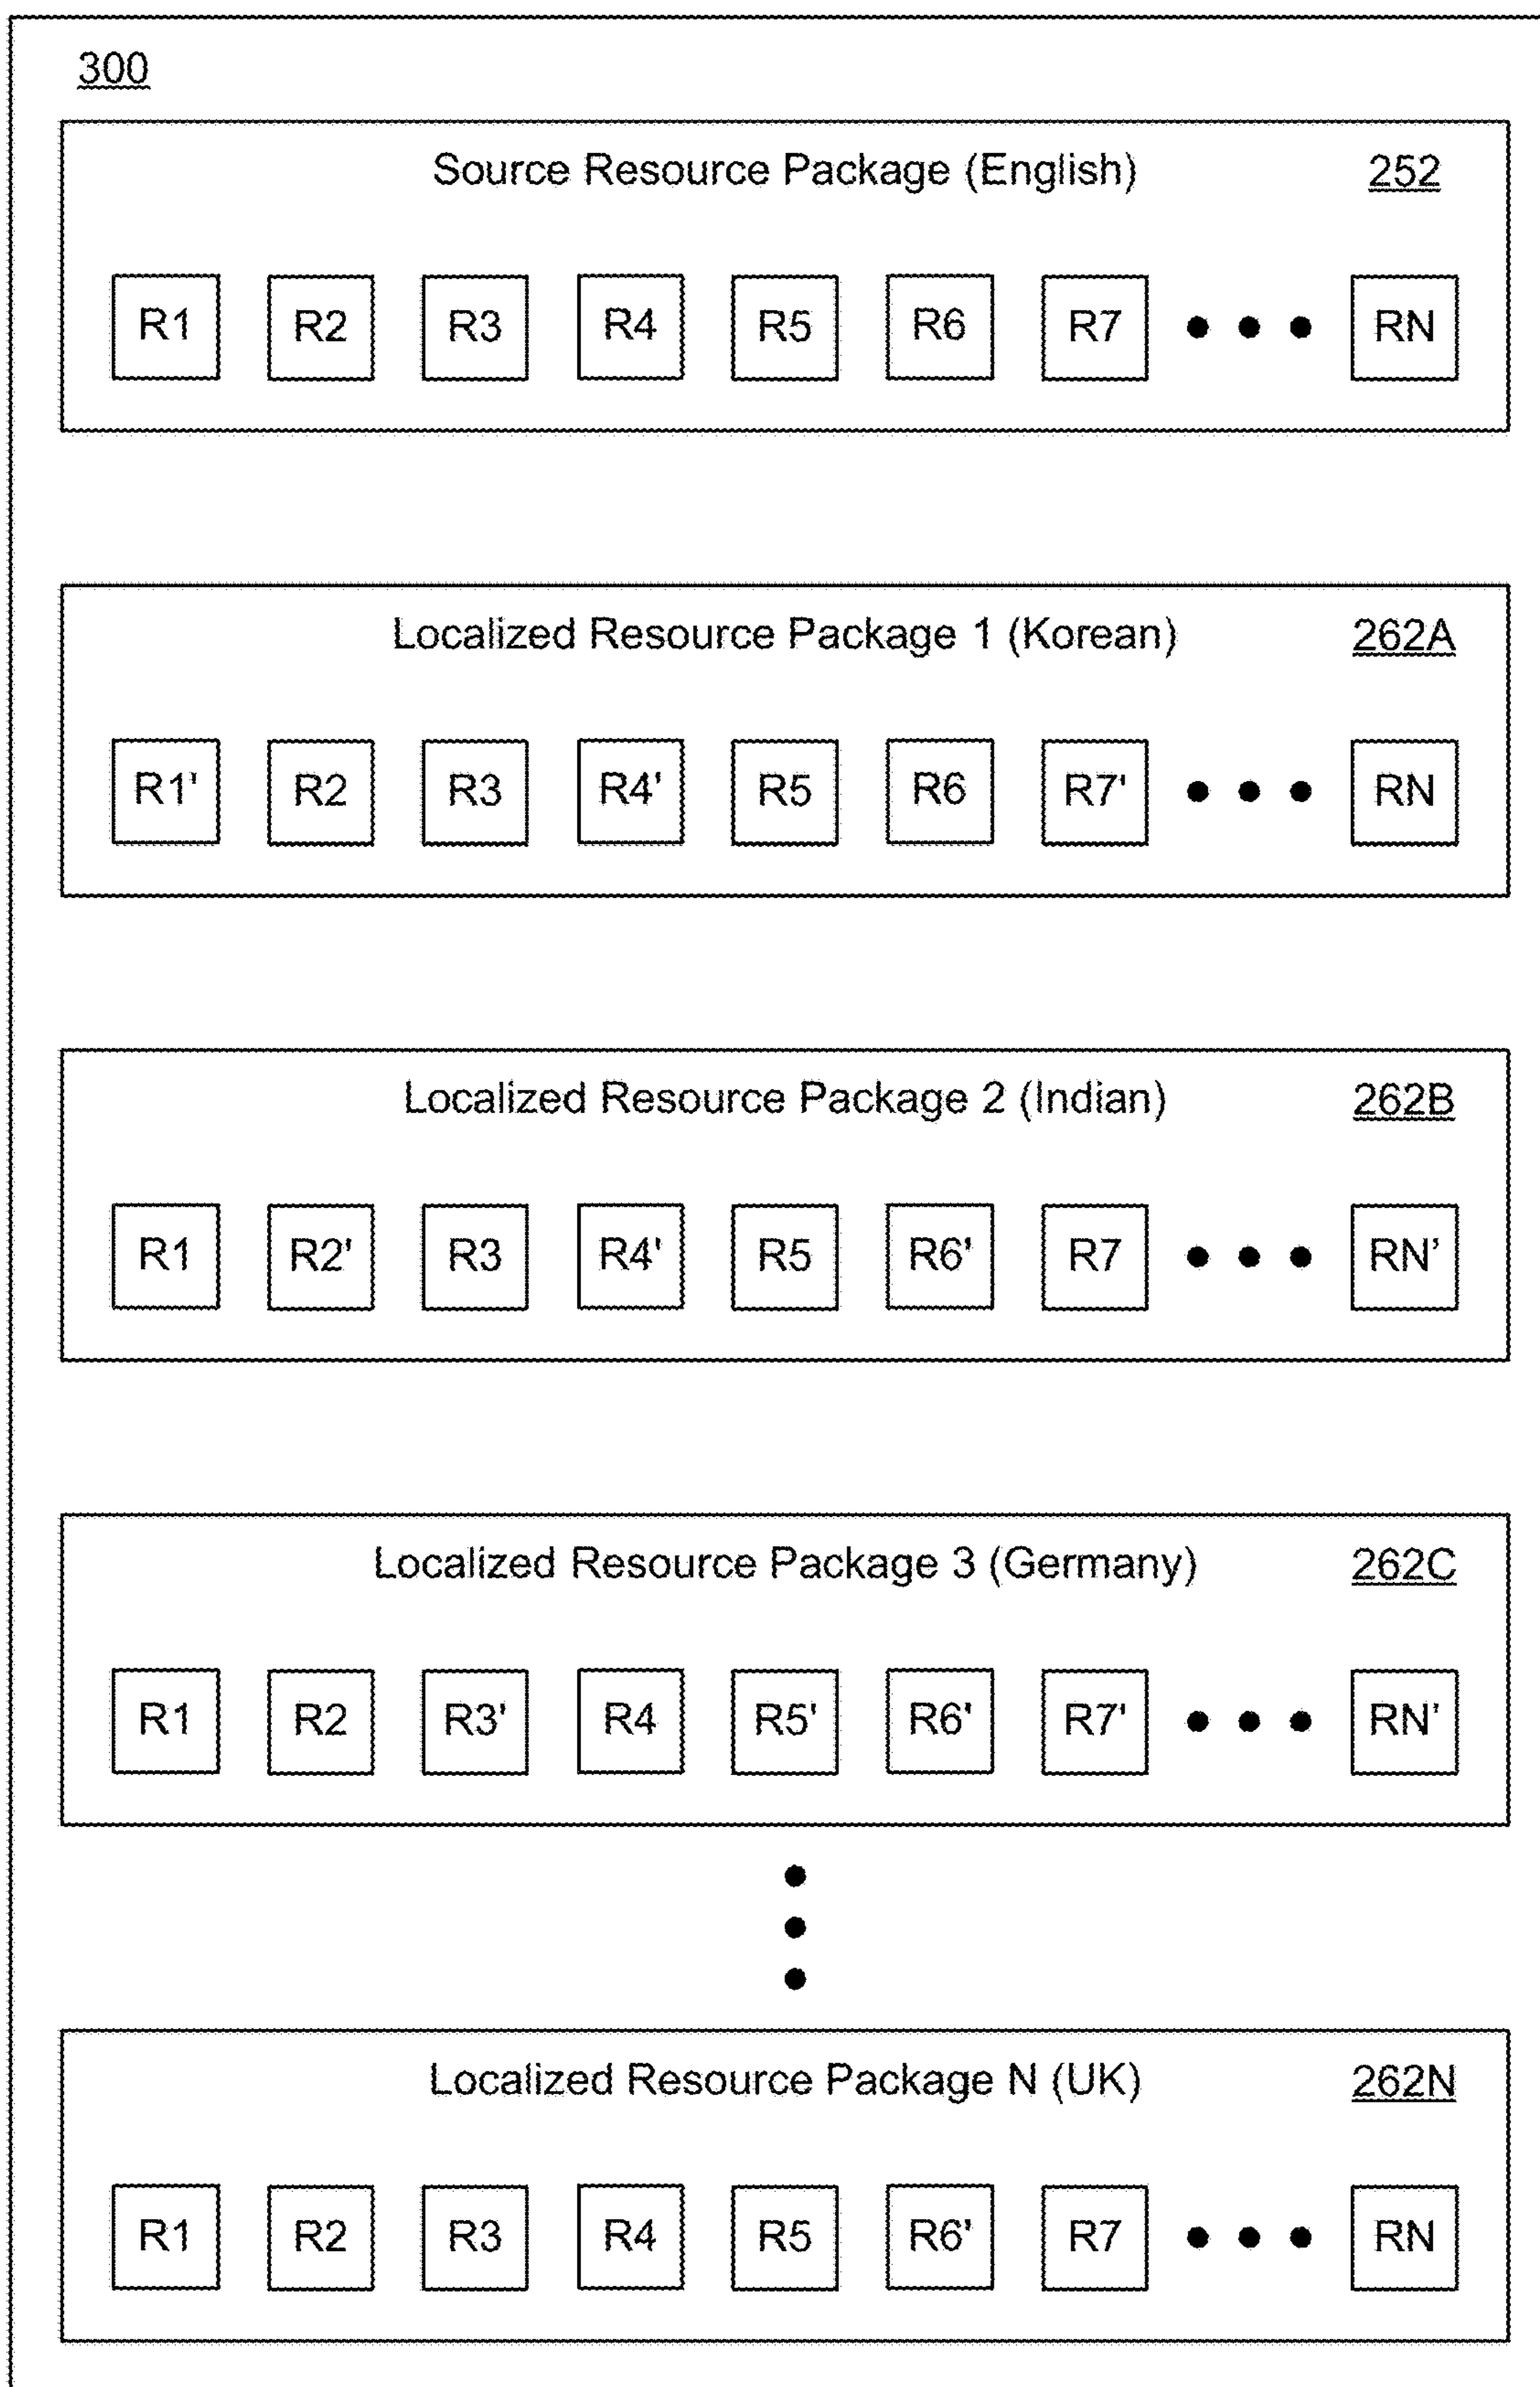 300
Source Resource Package (English) 252
R1 R2 R3 R4 R5 R6 R7 • • • RN
Localized Resource Package 1 (Korean) 262A
R1' R2 R3 R4' R5 R6 R7' • • • RN
Localized Resource Package 2 (Indian) 262B
R1 R2' R3 R4' R5 R6' R7 • • • RN’
Localized Resource Package 3 (Germany) 262C
R1 R2 R3' R4 R5' R6' R7' • • • RN’
Localized Resource Package N (UK) 262N
R1 R2 R3 R4 R5 R6' R7 • • • RN